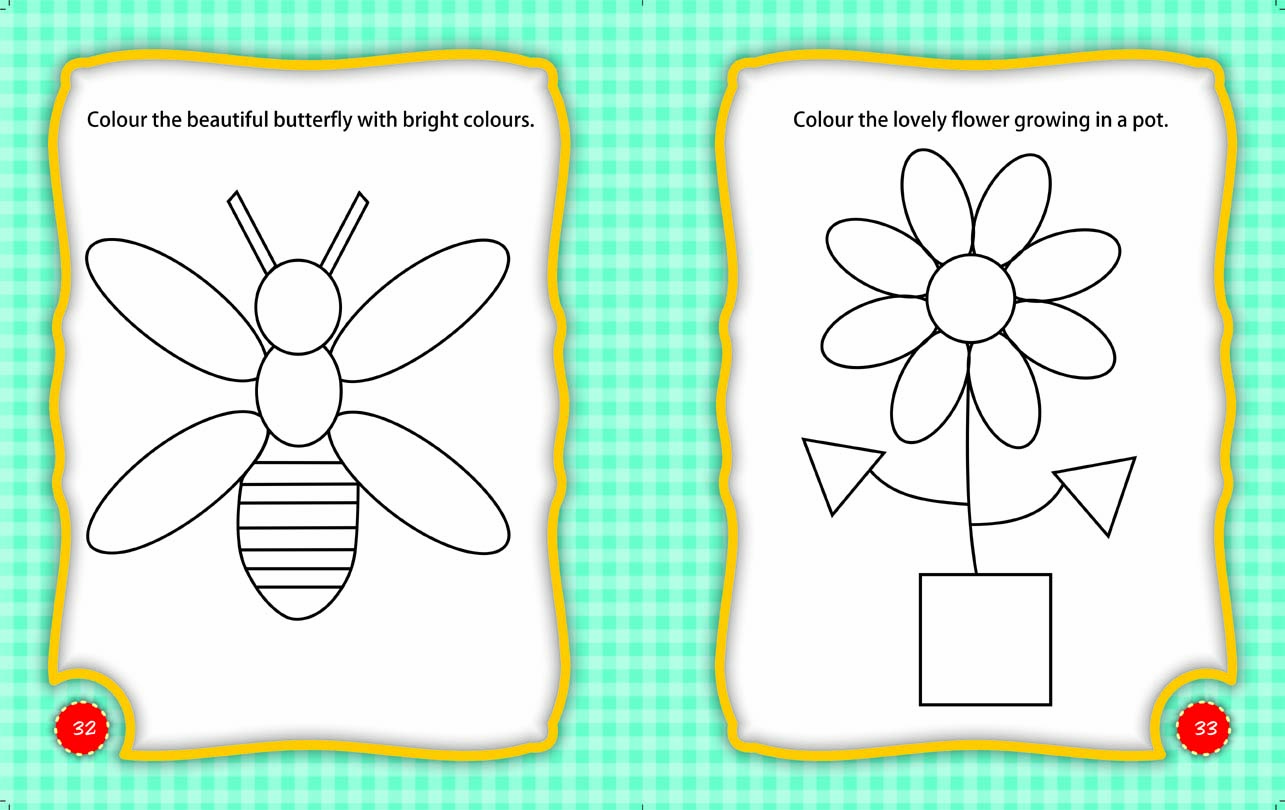 Colour the beautiful butterfly with bright colours.
32
Colour the lovely flower growing in a pot.
33